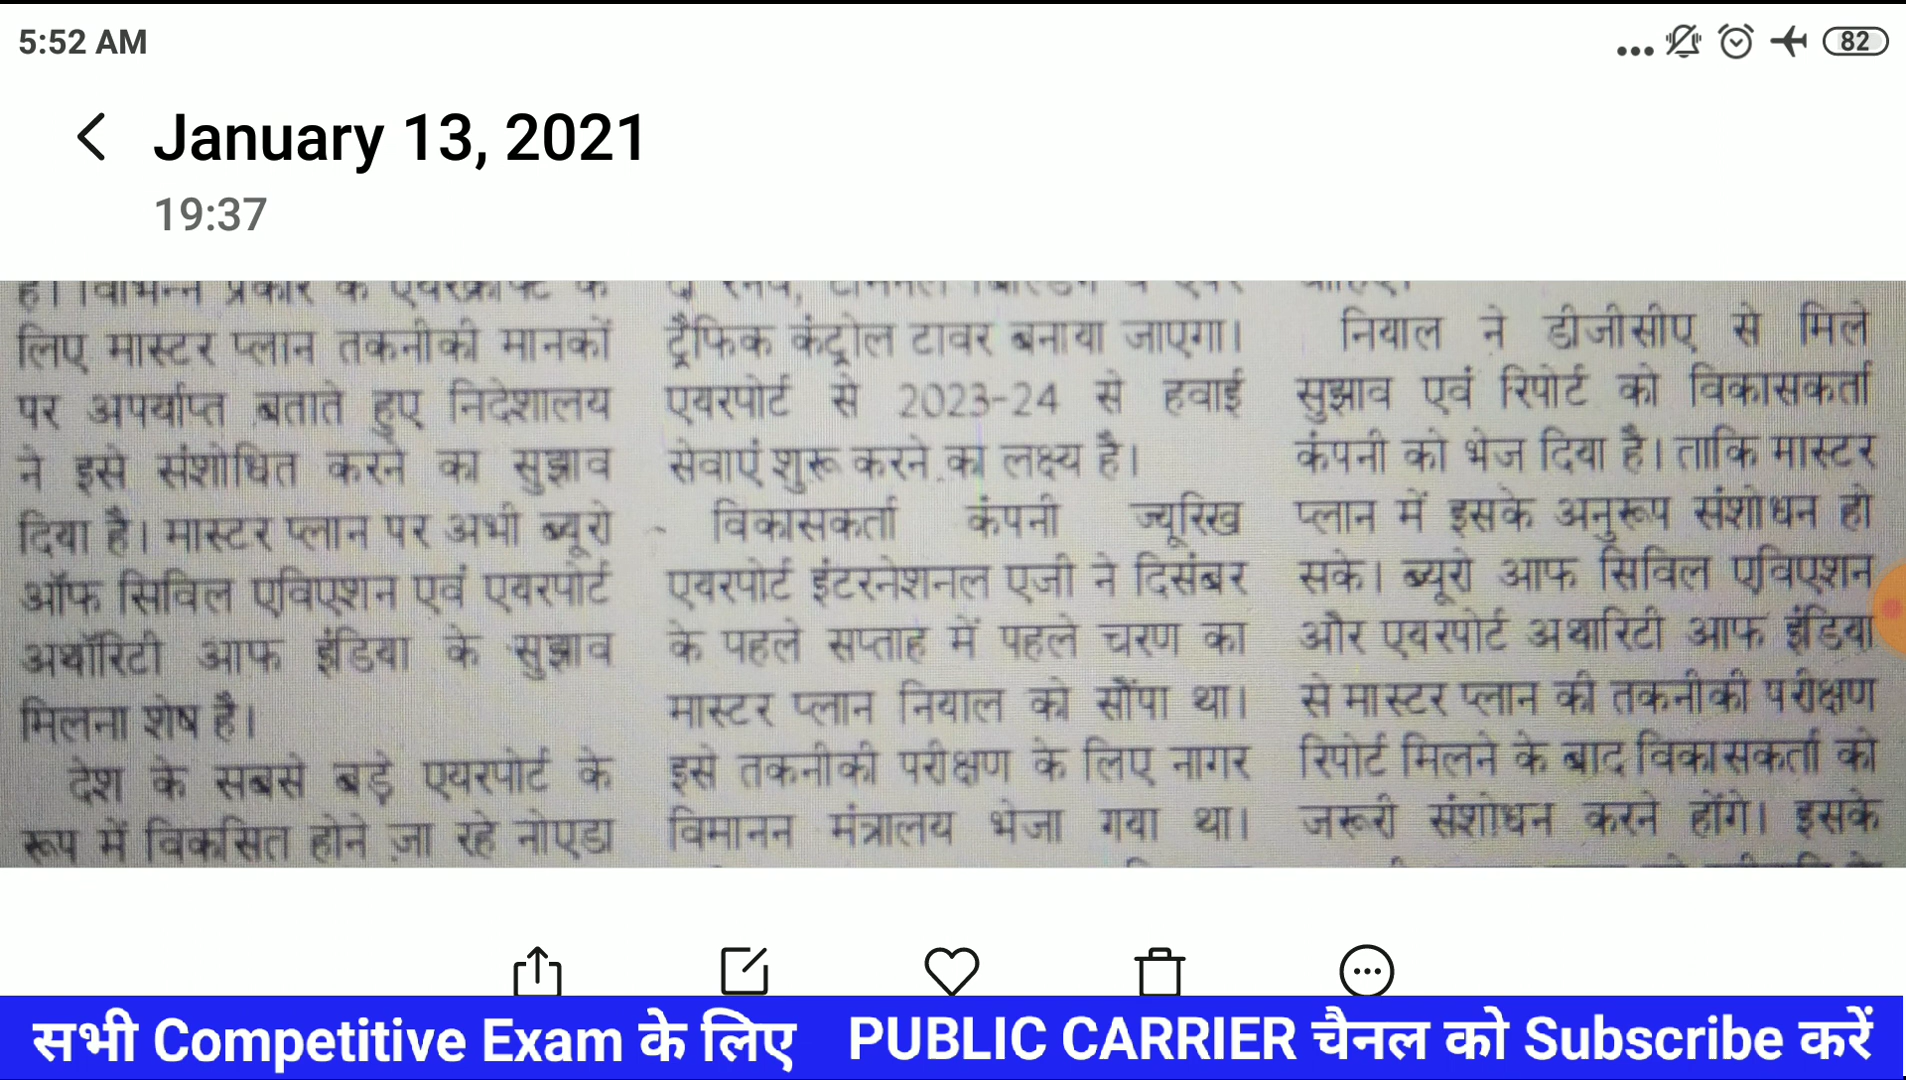 5:52 AM
82
January 13, 2021
19:37
लिए मास्टर प्लान तकनीकी मानकों
पर अपर्याप्त बताते हुए निदेशालय
ने इसे संशोधित करने का सुझाव
दिया है। मास्टर प्लान पर अभी ब्यूरो
ऑफ सिविल एविएशन एवं एयरपोर्ट
अथॉरिटी आफ इंडिया के सुझाव
मिलना शेष है।
देश के सबसे बड़े एयरपोर्ट के
रूप में विकसित होने जा रहे नोएडा
ट्रैफिक कंट्रोल टावर बनाया जाएगा।
एयरपोर्ट से 2023-24 से हवाई
सेवाएं शुरू करने का लक्ष्य है।
विकासकर्ता कंपनी ज्यूरिख
एयरपोर्ट इंटरनेशनल एजी ने दिसंबर
के पहले सप्ताह में पहले चरण का
मास्टर प्लान नियाल को सौंपा था।
इसे तकनीकी परीक्षण के लिए नागर
विमानन मंत्रालय भेजा गया था।
नियाल ने डीजीसीए से मिले
सुझाव एवं रिपोर्ट को विकासकर्ता
कंपनी को भेज दिया है। ताकि मास्टर
प्लान में इसके अनुरूप संशोधन हो
सके। ब्यूरो आफ सिविल एविएशन
और एयरपोर्ट अथारिटी आफ इंडिया
से मास्टर प्लान की तकनीकी परीक्षण
रिपोर्ट मिलने के बाद विकासकर्ता को
जरूरी संशोधन करने होंगे। इसके
सभी Competitive Exam के लिए PUBLIC CARRIER चैनल को Subscribe करें